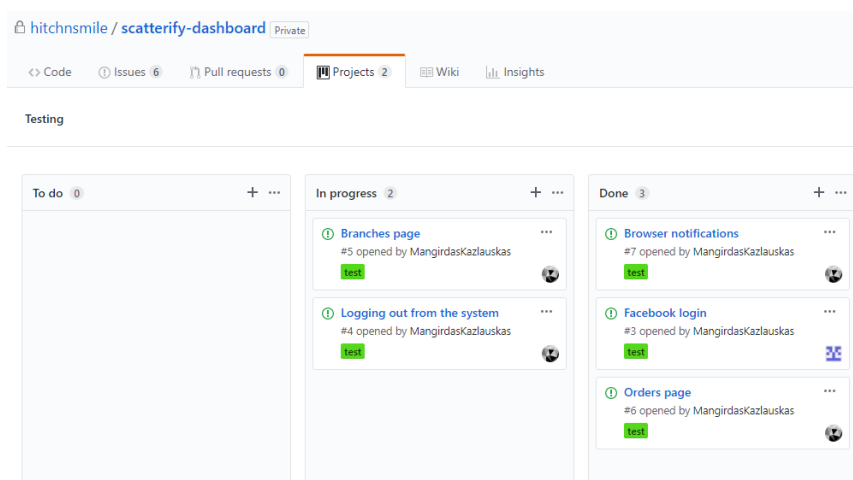 hitchnsmile / scatterify-dashboard Private
Code Issues 6 Pull requests 0 Projects 2 Wiki Insights
Testing
To do 0
In progress 2
Branches page
#5 opened by MangirdasKazlauskas
test
Logging out from the system
#4 opened by MangirdasKazlauskas
test
Done 3
Browser notifications
#7 opened by MangirdasKazlauskas
test
Facebook login
#3 opened by MangirdasKazlauskas
test
Orders page
#6 opened by MangirdasKazlauskas
test